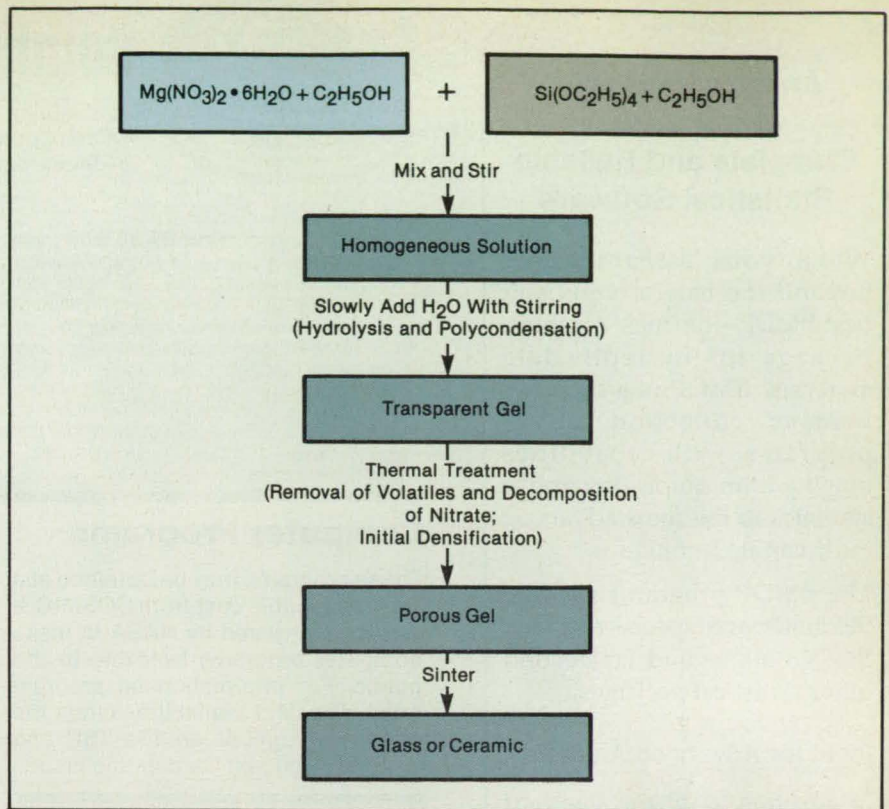 Mg(NO3)2 • 6H2O + C2H5OH + Si(OC2H5)4 + C2H5OH
Mix and Stir
Homogeneous Solution
Slowly Add H2O With Stirring
(Hydrolysis and Polycondensation)
Transparent Gel
Thermal Treatment
(Removal of Volatiles and Decomposition
of Nitrate;
Initial Densification)
Porous Gel
Sinter
Glass or Ceramic